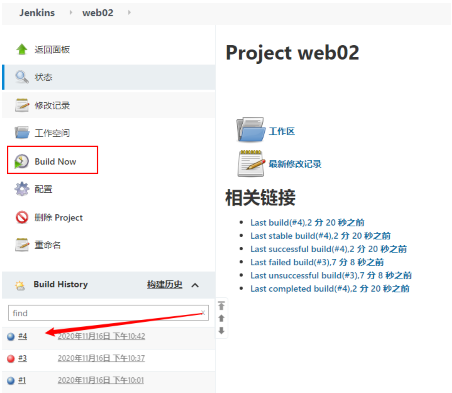 Jenkins
web02
返回面板
状态
修改记录
工作空间
Build Now
配置
删除 Project
重命名
Build History
构建历史
find
x
#4
2020年11月16日 下午10:42
#3
2020年11月16日 下午10:37
#1
2020年11月16日 下午10:01
Project web02
工作区
最新修改记录
相关链接
Last build(#4),2 分 20 秒之前
Last stable build(#4),2 分 20 秒之前
Last successful build(#4),2 分 20 秒之前
Last failed build(#3),7 分 8 秒之前
Last unsuccessful build(#3),7 分 8 秒之前
Last completed build(#4),2 分 20 秒之前